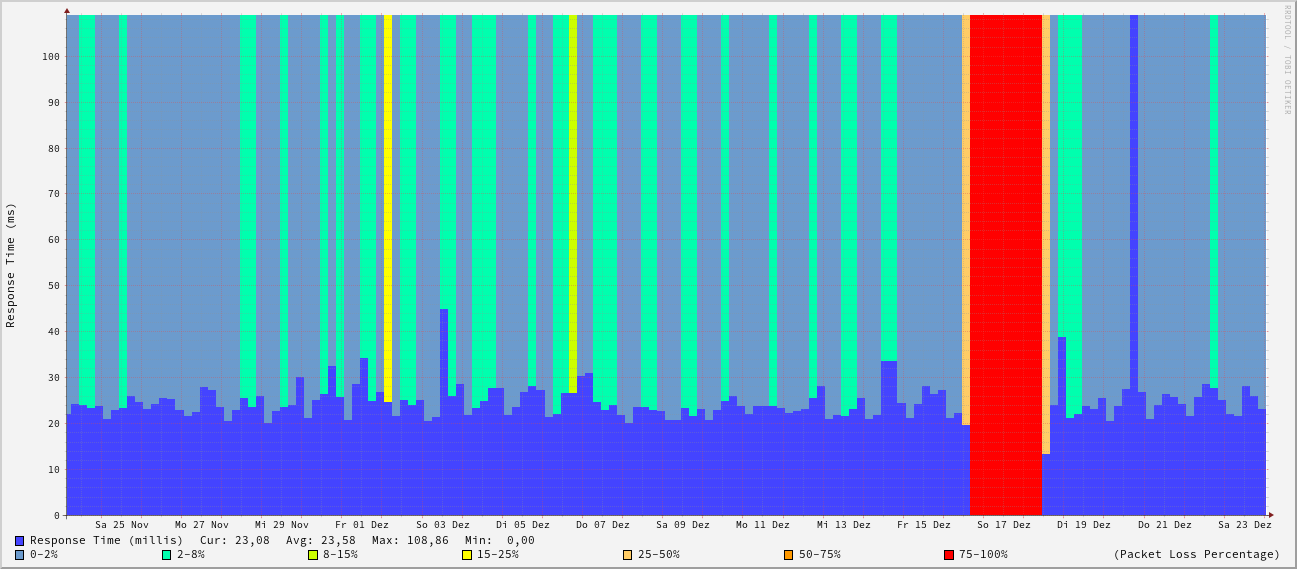 RRDTOOL / TOBI OETIKER
Response Time (ms)
100
90
80
70
60
50
40
30
20
10
0
Sa 25 Nov Mo 27 Nov Mi 29 Nov Fr 01 Dez So 03 Dez Di 05 Dez Do 07 Dez Sa 09 Dez Mo 11 Dez Mi 13 Dez Fr 15 Dez So 17 Dez Di 19 Dez Do 21 Dez Sa 23 Dez
Response Time (millis) Cur: 23,08 Avg: 23,58 Max: 108,86 Min: 0,00
0-2% 2-8% 8-15% 15-25% 25-50% 50-75% 75-100% (Packet Loss Percentage)